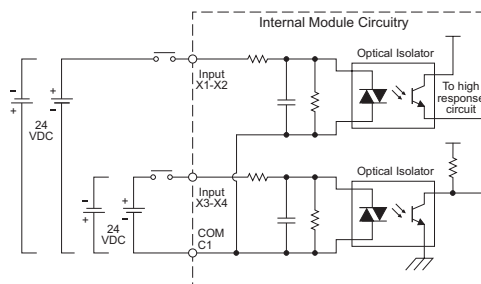 Internal Module Circuitry
Optical Isolator
Input
X1-X2
To high
response
circuit
-
+
+
-
24
VDC
Optical Isolator
Input
X3-X4
-
+
+
-
24
VDC
COM
C1